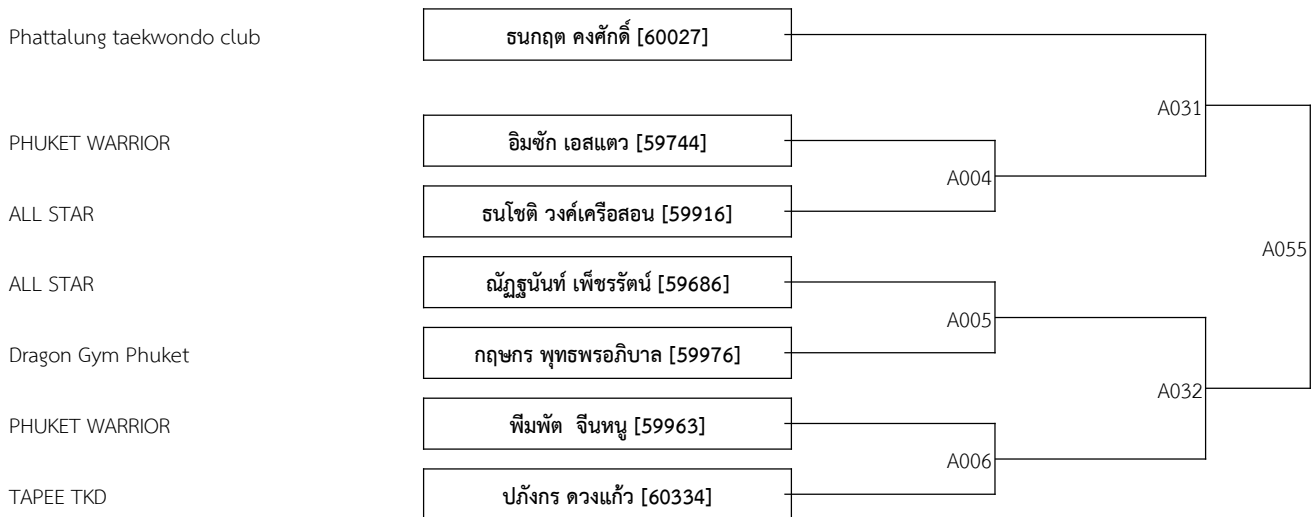 Phattalung taekwondo club
ธนกฤต คงศักดิ์ [60027]
A031
PHUKET WARRIOR
อิมซัก เอสแตว [59744]
A004
ALL STAR
ธนโชติ วงค์เครือสอน [59916]
A055
ALL STAR
ณัฏฐนันท์ เพ็ชรรัตน์ [59686]
A005
Dragon Gym Phuket
กฤษกร พุทธพรอภิบาล [59976]
A032
PHUKET WARRIOR
พีมพัต จีนหนู [59963]
A006
TAPEE TKD
ปภังกร ดวงแก้ว [60334]